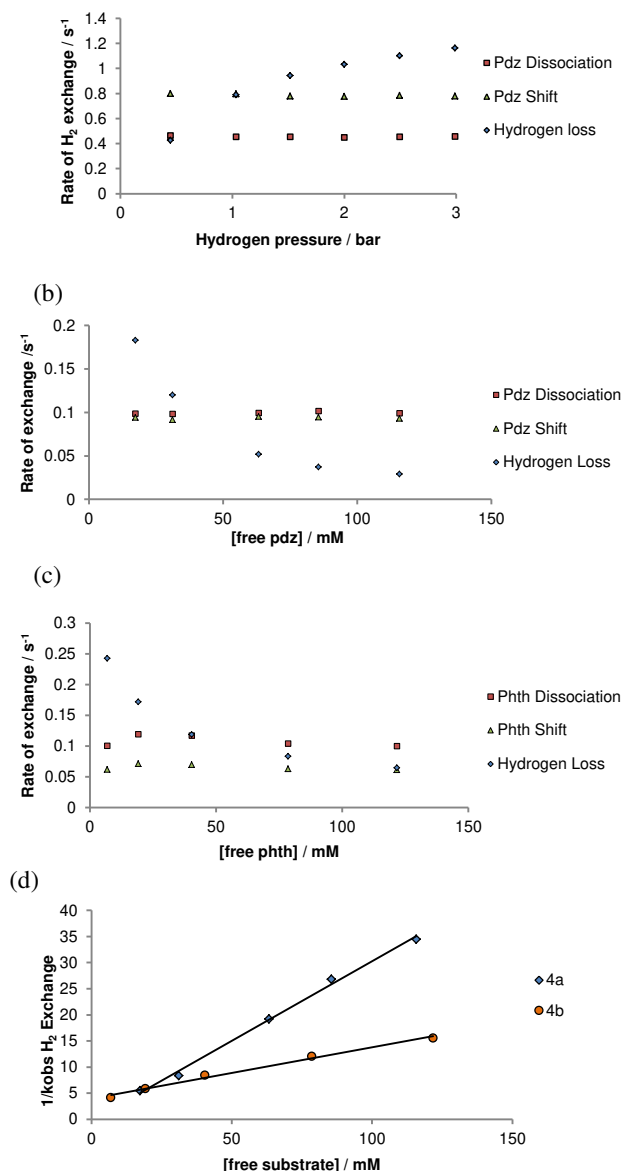 Rate of H2 exchange / s-1
1.4
1.2
1
0.8
0.6
0.4
0.2
0
0
1
2
3
Hydrogen pressure / bar
Pdz Dissociation
Pdz Shift
Hydrogen loss
(b)
Rate of exchange /s-1
0.2
0.15
0.1
0.05
0
0
50
100
150
[free pdz] / mM
Pdz Dissociation
Pdz Shift
Hydrogen Loss
(c)
Rate of exchange / s-1
0.3
0.25
0.2
0.15
0.1
0.05
0
0
50
100
150
[free phth] / mM
Phth Dissociation
Phth Shift
Hydrogen Loss
(d)
1/kobs H2 Exchange
40
35
30
25
20
15
10
5
0
0
50
100
150
[free substrate] / mM
4a
4b